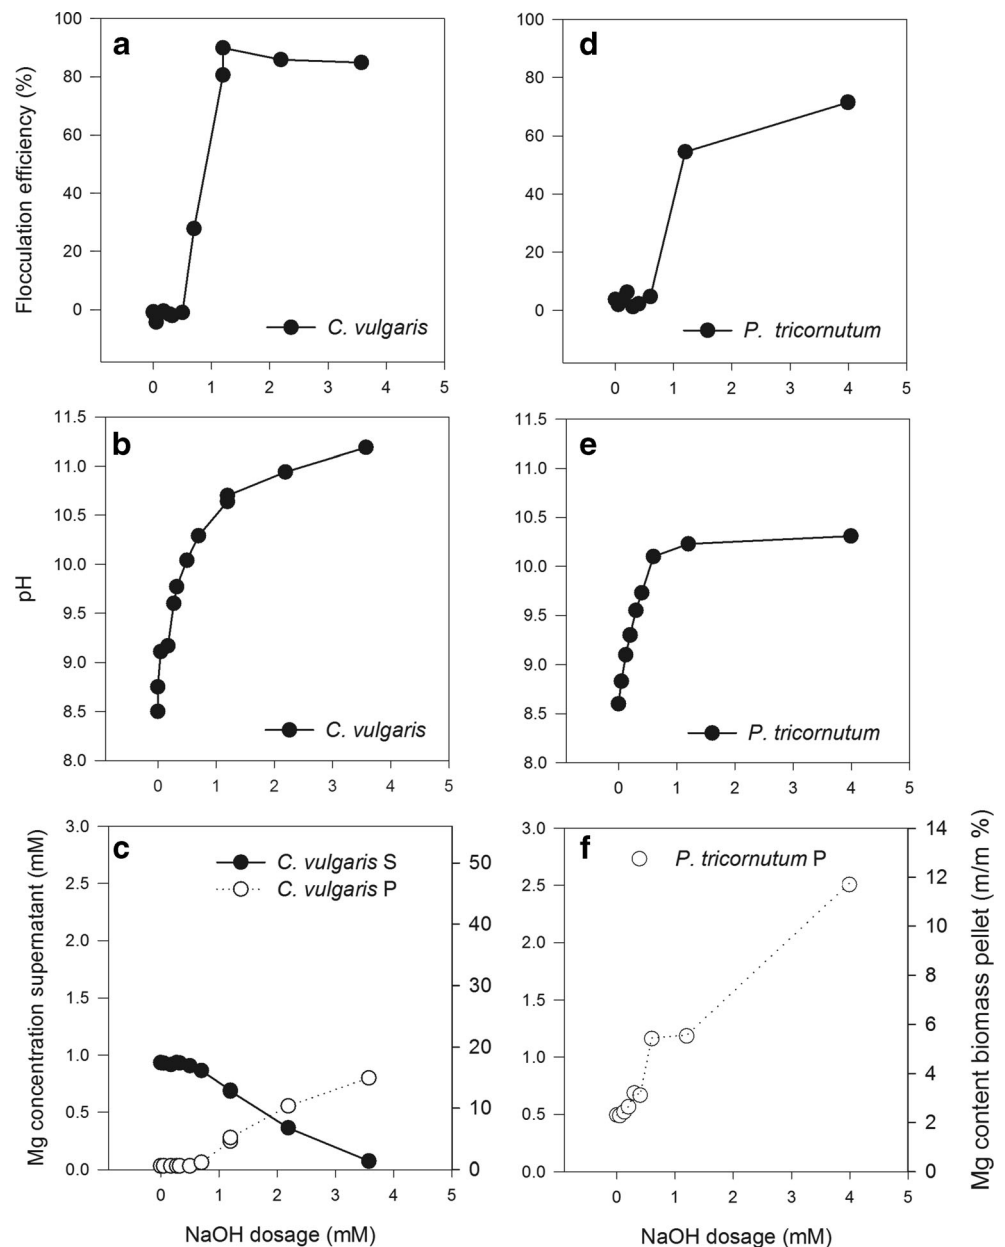 a
Flocculation efficiency (%)
100
80
60
40
20
0
C. vulgaris
0 1 2 3 4 5
d
100
80
60
40
20
0
P. tricornutum
0 1 2 3 4 5
b
pH
11.5
11.0
10.5
10.0
9.5
9.0
8.5
8.0
C. vulgaris
0 1 2 3 4 5
e
11.5
11.0
10.5
10.0
9.5
9.0
8.5
8.0
P. tricornutum
0 1 2 3 4 5
c
Mg concentration supernatant (mM)
3.0
2.5
2.0
1.5
1.0
0.5
0.0
C. vulgaris S
C. vulgaris P
50
40
30
20
10
0
0 1 2 3 4 5
NaOH dosage (mM)
f
3.0
2.5
2.0
1.5
1.0
0.5
0.0
P. tricornutum P
14
12
10
8
6
4
2
0
Mg content biomass pellet (m/m %)
0 1 2 3 4 5
NaOH dosage (mM)